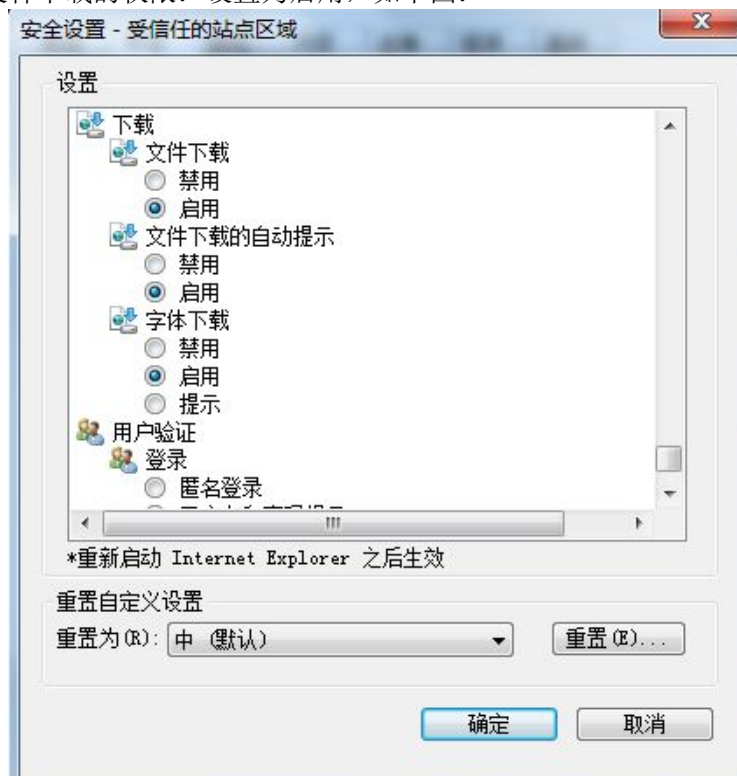 安全设置 - 受信任的站点区域
设置
下载
文件下载
禁用
启用
文件下载的自动提示
禁用
启用
字体下载
禁用
启用
提示
用户验证
登录
匿名登录
*重新启动 Internet Explorer 之后生效
重置自定义设置
重置为(R): 中 (默认) 重置(E)...
确定 取消